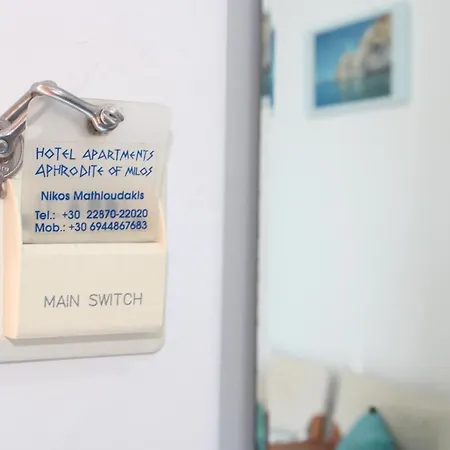 HOTEL APARTMENTS
APHRODITE OF MILOS
Nikos Mathioudakis
Tel.: +30 22870-22020
Mob.: +30 6944867683
MAIN SWITCH